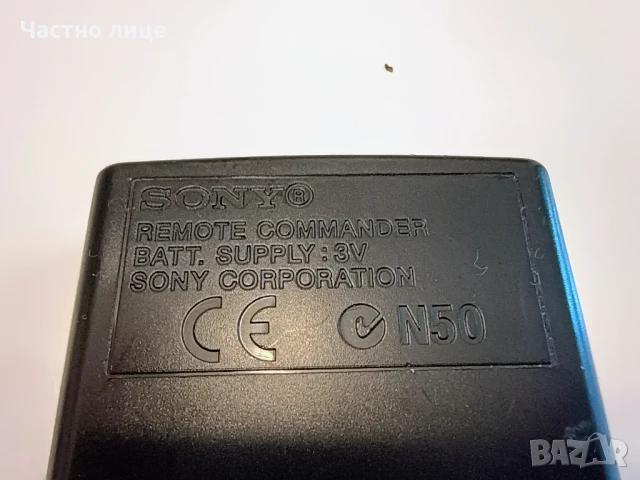 Частно лице
SONY®
REMOTE COMMANDER
BATT. SUPPLY : 3V
SONY CORPORATION
CE N50
BAZAR